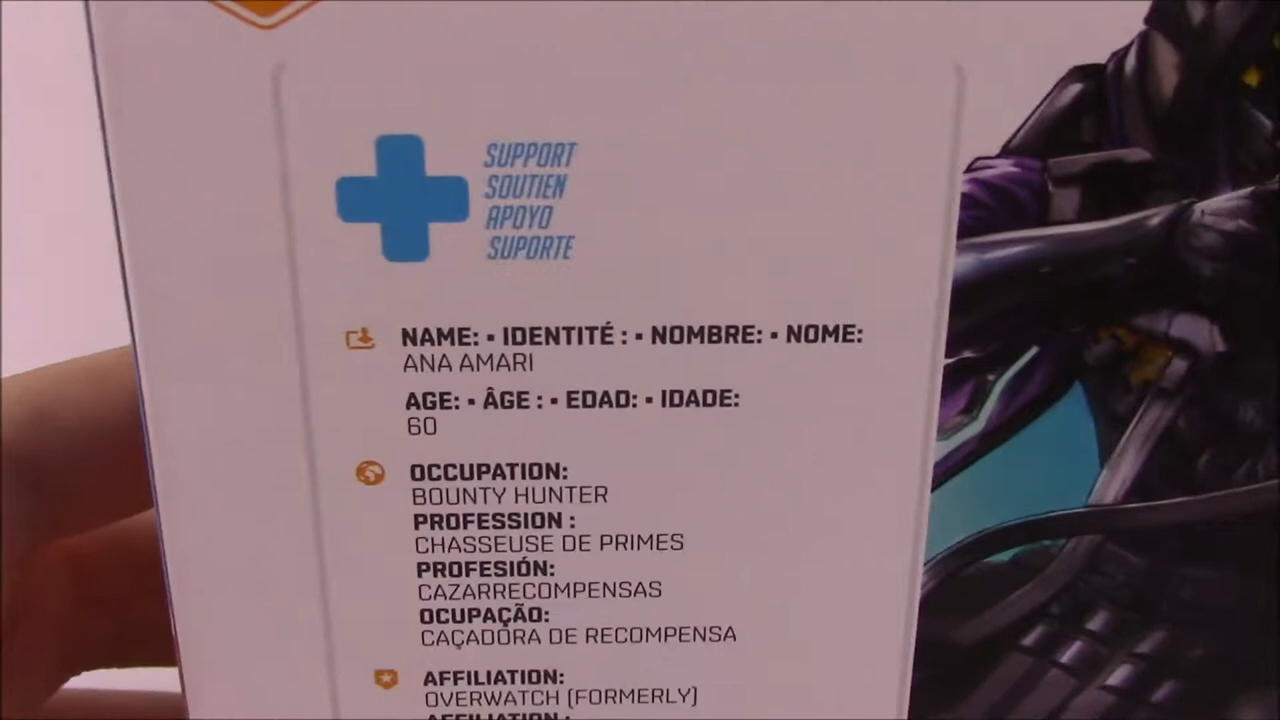 SUPPORT
SOUTIEN
APOYO
SUPORTE
NAME: ▪ IDENTITÉ : ▪ NOMBRE: ▪ NOME:
ANA AMARI
AGE: ▪ ÂGE : ▪ EDAD: ▪ IDADE:
60
OCCUPATION:
BOUNTY HUNTER
PROFESSION :
CHASSEUSE DE PRIMES
PROFESIÓN:
CAZARRECOMPENSAS
OCUPAÇÃO:
CAÇADORA DE RECOMPENSA
AFFILIATION:
OVERWATCH (FORMERLY)
AFFILIATION :